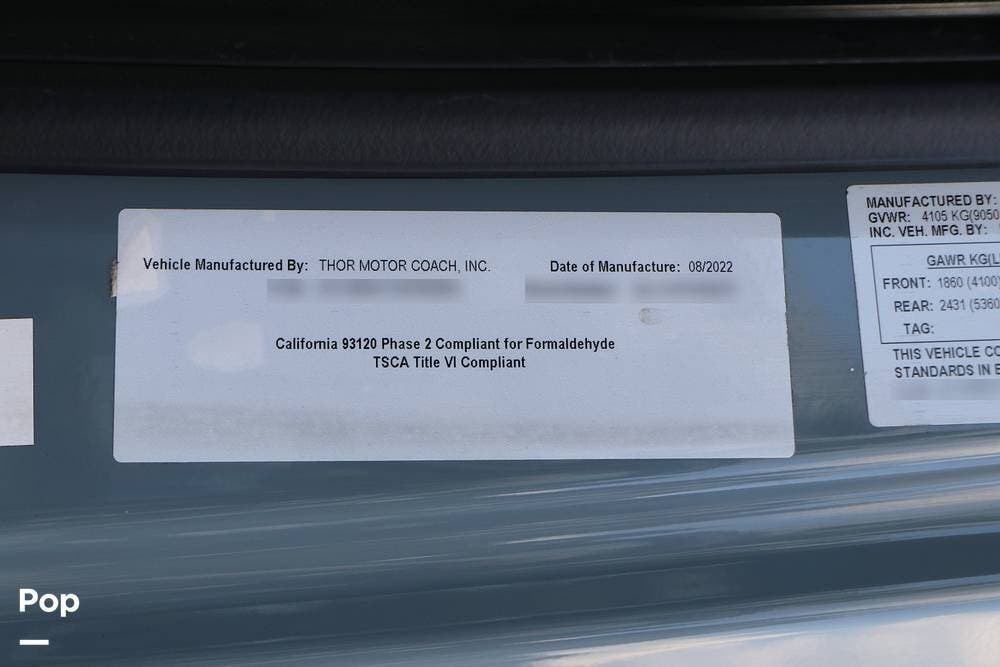 Vehicle Manufactured By: THOR MOTOR COACH, INC. Date of Manufacture: 08/2022
California 93120 Phase 2 Compliant for Formaldehyde
TSCA Title VI Compliant
MANUFACTURED BY:
GVWR: 4105 KG(9050
INC. VEH. MFG. BY:
GAWR KG(L
FRONT: 1860 (4100)
REAR: 2431 (5360
TAG:
THIS VEHICLE CO
STANDARDS IN E
Pop